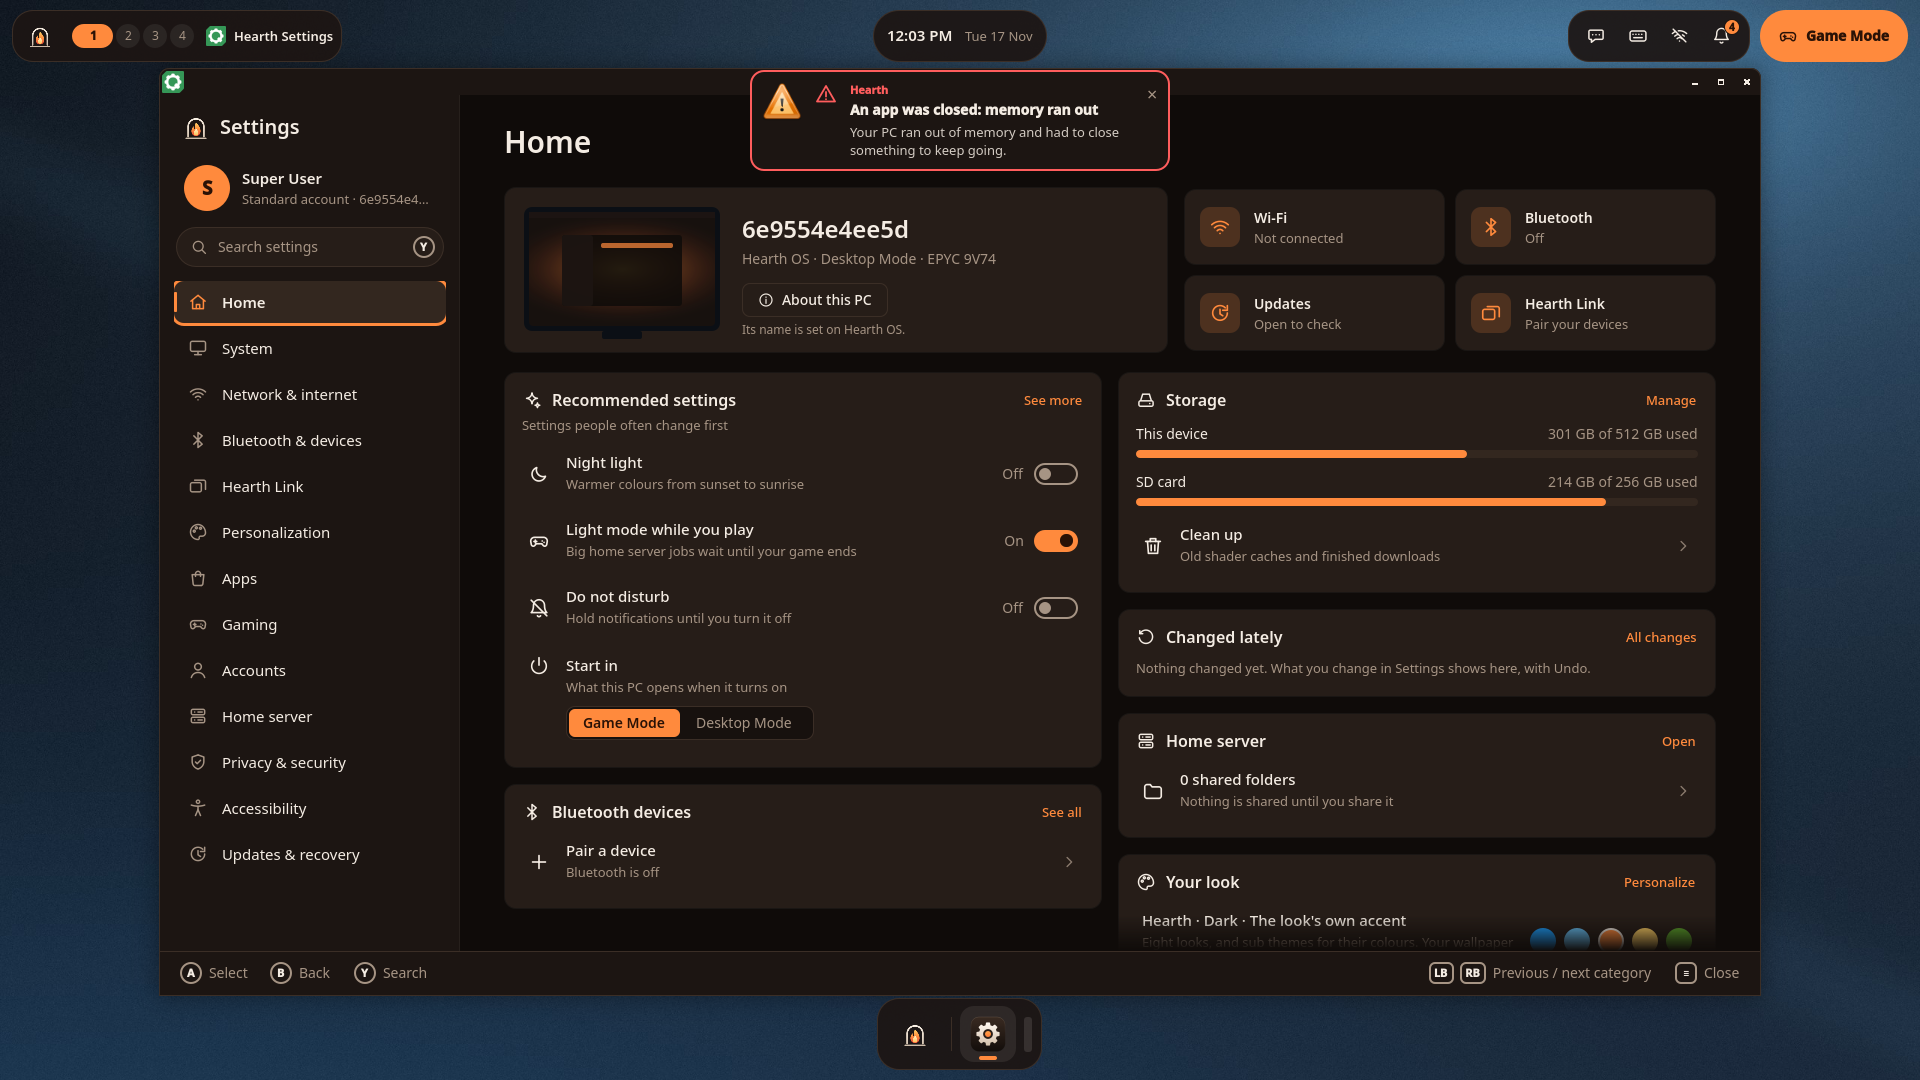 1 2 3 4 Hearth Settings
12:03 PM Tue 17 Nov
4
Game Mode
Hearth
An app was closed: memory ran out
Your PC ran out of memory and had to close
something to keep going.
Settings
S
Super User
Standard account · 6e9554e4...
Search settings Y
Home
System
Network & internet
Bluetooth & devices
Hearth Link
Personalization
Apps
Gaming
Accounts
Home server
Privacy & security
Accessibility
Updates & recovery
Home
6e9554e4ee5d
Hearth OS · Desktop Mode · EPYC 9V74
About this PC
Its name is set on Hearth OS.
Wi-Fi
Not connected
Bluetooth
Off
Updates
Open to check
Hearth Link
Pair your devices
Recommended settings See more
Settings people often change first
Night light
Warmer colours from sunset to sunrise
Off
Light mode while you play
Big home server jobs wait until your game ends
On
Do not disturb
Hold notifications until you turn it off
Off
Start in
What this PC opens when it turns on
Game Mode Desktop Mode
Bluetooth devices See all
Pair a device
Bluetooth is off
Storage Manage
This device 301 GB of 512 GB used
SD card 214 GB of 256 GB used
Clean up
Old shader caches and finished downloads
Changed lately All changes
Nothing changed yet. What you change in Settings shows here, with Undo.
Home server Open
0 shared folders
Nothing is shared until you share it
Your look Personalize
Hearth · Dark · The look's own accent
Eight looks, and sub themes for their colours. Your wallpaper
A Select B Back Y Search
LB RB Previous / next category Close